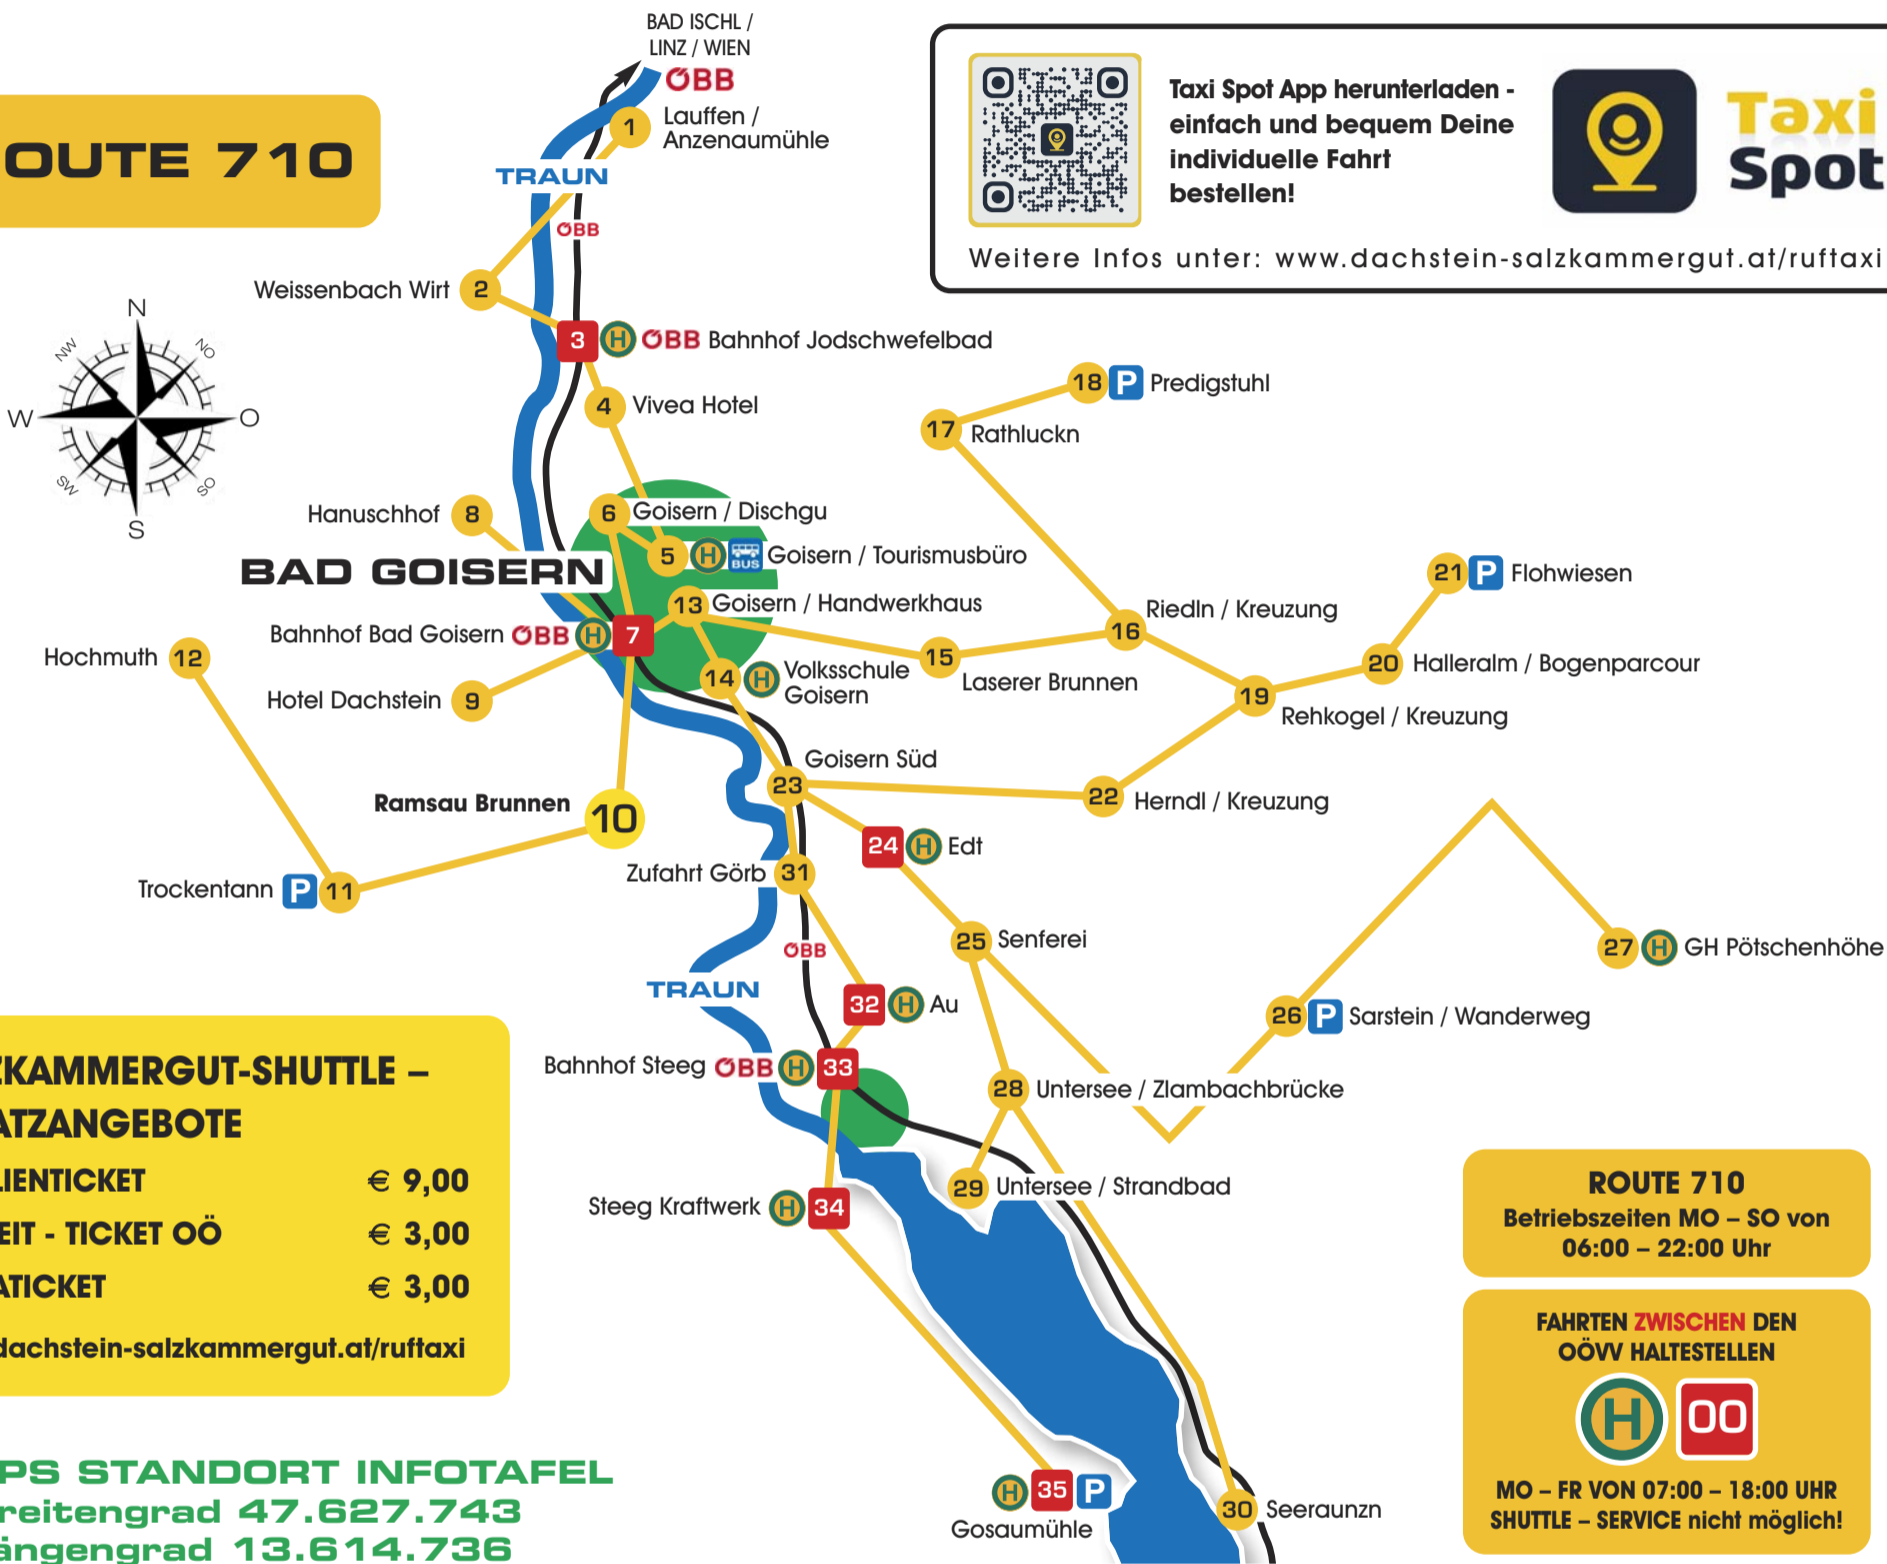 BAD ISCHL /
LINZ / WIEN
ÖBB
1
Lauffen /
Anzenaumühle
OUTE 710
TRAUN
ÖBB
Taxi Spot App herunterladen -
einfach und bequem Deine
individuelle Fahrt
bestellen!
Taxi
Spot
Weitere Infos unter: www.dachstein-salzkammergut.at/ruftaxi
Weissenbach Wirt 2
N
NO
O
SO
S
SW
W
NW
3 H ÖBB Bahnhof Jodschwefelbad
4 Vivea Hotel
18 P Predigstuhl
17 Rathluckn
Hanuschhof 8
6 Goisern / Dischgu
5 H BUS Goisern / Tourismusbüro
BAD GOISERN
13 Goisern / Handwerkhaus
Bahnhof Bad Goisern ÖBB H 7
21 P Flohwiesen
Riedln / Kreuzung
16
Hochmuth 12
15
Laserer Brunnen
14 H Volksschule
Goisern
20 Halleralm / Bogenparcour
Hotel Dachstein 9
19
Rehkogel / Kreuzung
Goisern Süd
23
22 Herndl / Kreuzung
Ramsau Brunnen 10
24 H Edt
Zufahrt Görb 31
Trockentann P 11
25 Senferei
27 H GH Pötschenhöhe
ÖBB
TRAUN
32 H Au
26 P Sarstein / Wanderweg
Bahnhof Steeg ÖBB H 33
28 Untersee / Zlambachbrücke
29 Untersee / Strandbad
Steeg Kraftwerk H 34
ZKAMMERGUT-SHUTTLE –
ATZANGEBOTE
LIENTICKET € 9,00
EIT - TICKET OÖ € 3,00
ATICKET € 3,00
dachstein-salzkammergut.at/ruftaxi
ROUTE 710
Betriebszeiten MO – SO von
06:00 – 22:00 Uhr
FAHRTEN ZWISCHEN DEN
OÖVV HALTESTELLEN
H 00
MO – FR VON 07:00 – 18:00 UHR
SHUTTLE – SERVICE nicht möglich!
H 35 P
Gosaumühle
30 Seeraunzn
PS STANDORT INFOTAFEL
reitengrad 47.627.743
ängengrad 13.614.736